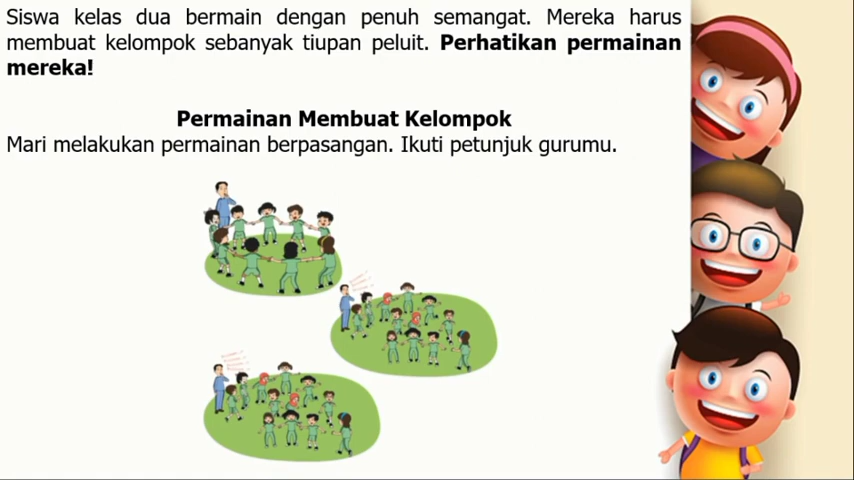 Siswa kelas dua bermain dengan penuh semangat. Mereka harus
membuat kelompok sebanyak tiupan peluit. Perhatikan permainan
mereka!
Permainan Membuat Kelompok
Mari melakukan permainan berpasangan. Ikuti petunjuk gurumu.